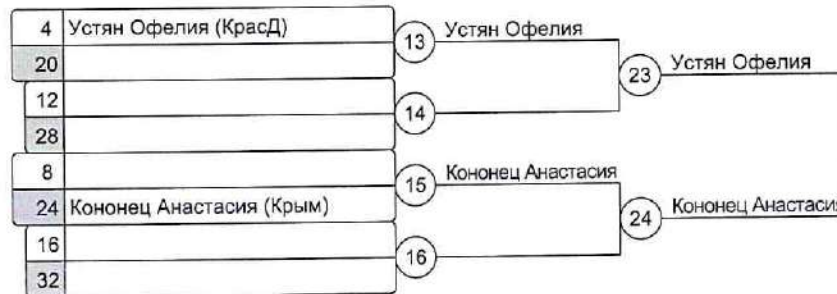 4 Устян Офелия (КрасД)
13 Устян Офелия
20
23 Устян Офелия
12
14
28
8
15 Кононец Анастасия
24 Кононец Анастасия (Крым)
24 Кононец Анастасия
16
16
32